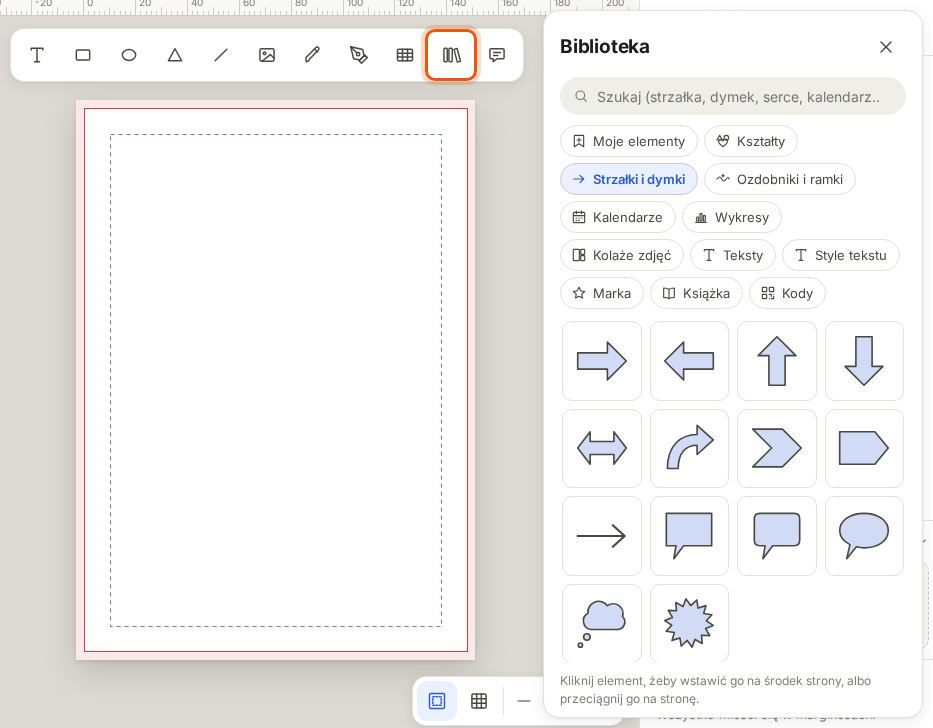 -20 0 20 40 60 80 100 120 140 160 180 200
Biblioteka
Szukaj (strzałka, dymek, serce, kalendarz..
Moje elementy
Kształty
Strzałki i dymki
Ozdobniki i ramki
Kalendarze
Wykresy
Kolaże zdjęć
Teksty
Style tekstu
Marka
Książka
Kody
Kliknij element, żeby wstawić go na środek strony, albo
przeciągnij go na stronę.